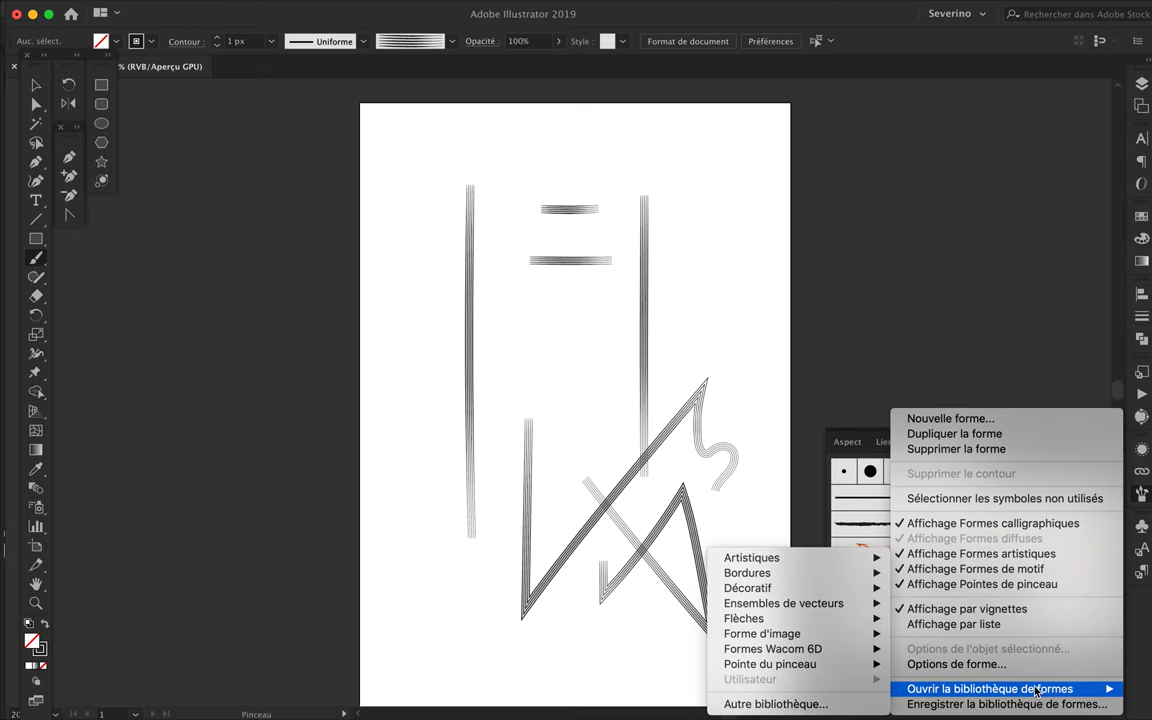 Adobe Illustrator 2019
Severino
Rechercher dans Adobe Stock
Auc. sélect.
Contour :
1 px
Uniforme
Opacité :
100%
Style :
Format de document
Préférences
% (RVB/Aperçu GPU)
Aspect
Nouvelle forme...
Dupliquer la forme
Supprimer la forme
Supprimer le contour
Sélectionner les symboles non utilisés
Affichage Formes calligraphiques
Affichage Formes diffuses
Affichage Formes artistiques
Affichage Formes de motif
Affichage Pointes de pinceau
Affichage par vignettes
Affichage par liste
Options de l'objet sélectionné...
Options de forme...
Ouvrir la bibliothèque de formes
Enregistrer la bibliothèque de formes...
Artistiques
Bordures
Décoratif
Ensembles de vecteurs
Flèches
Forme d'image
Formes Wacom 6D
Pointe du pinceau
Utilisateur
Autre bibliothèque...
1
Pinceau